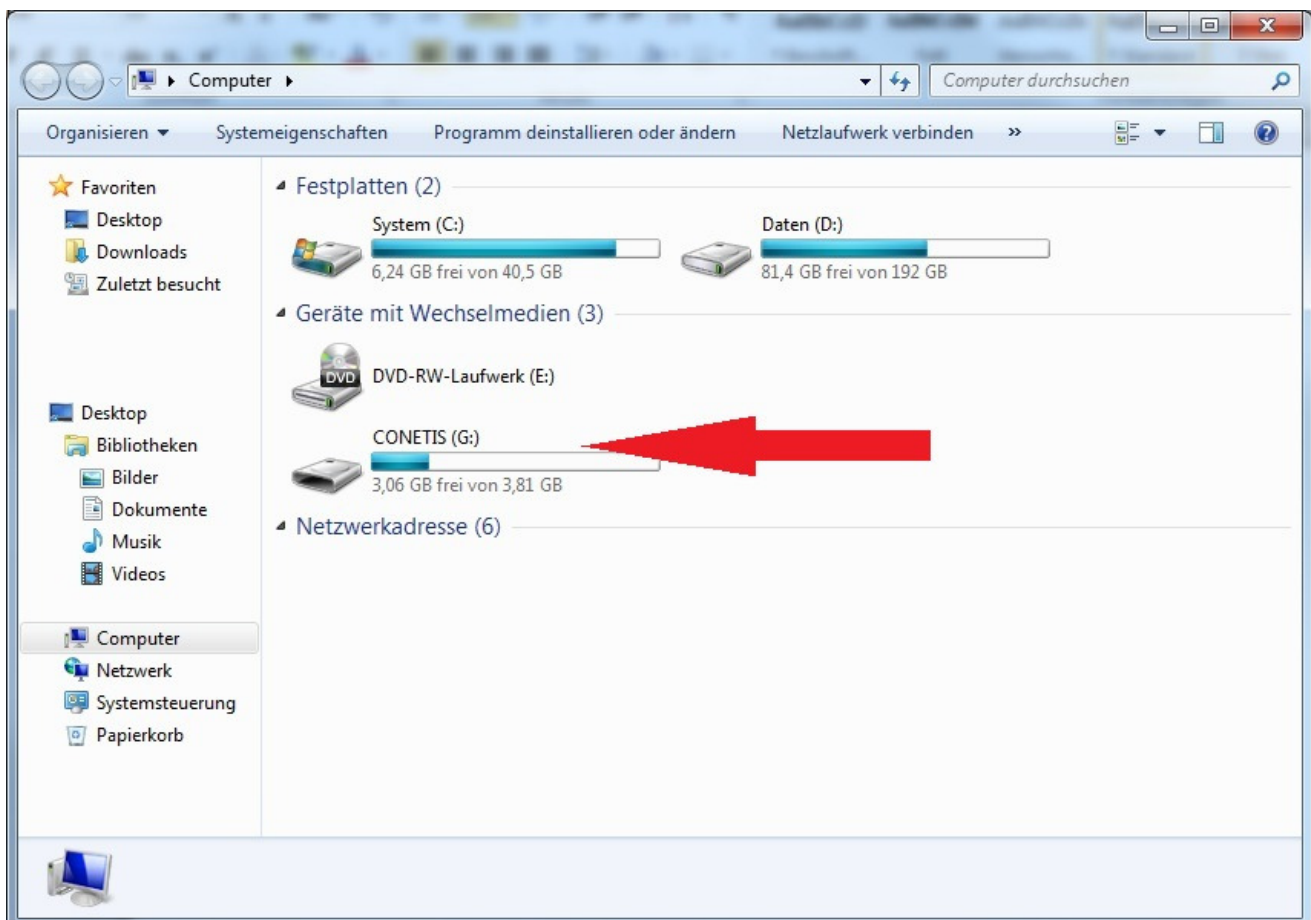 Computer
Computer durchsuchen
Organisieren
Systemeigenschaften
Programm deinstallieren oder ändern
Netzlaufwerk verbinden
»
Favoriten
Desktop
Downloads
Zuletzt besucht
Desktop
Bibliotheken
Bilder
Dokumente
Musik
Videos
Computer
Netzwerk
Systemsteuerung
Papierkorb
Festplatten (2)
System (C:)
6,24 GB frei von 40,5 GB
Daten (D:)
81,4 GB frei von 192 GB
Geräte mit Wechselmedien (3)
DVD
DVD-RW-Laufwerk (E:)
CONETIS (G:)
3,06 GB frei von 3,81 GB
Netzwerkadresse (6)